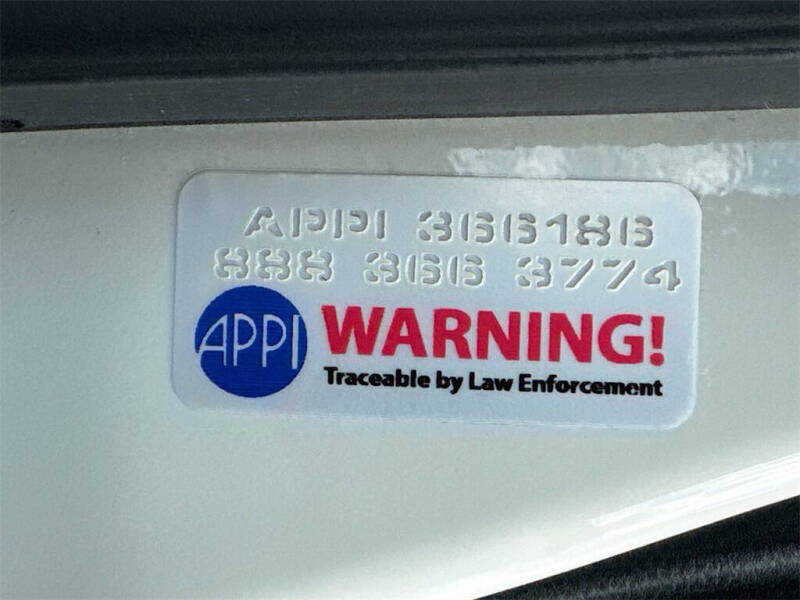 APPI 366186
888 366 3774
APPI
WARNING!
Traceable by Law Enforcement